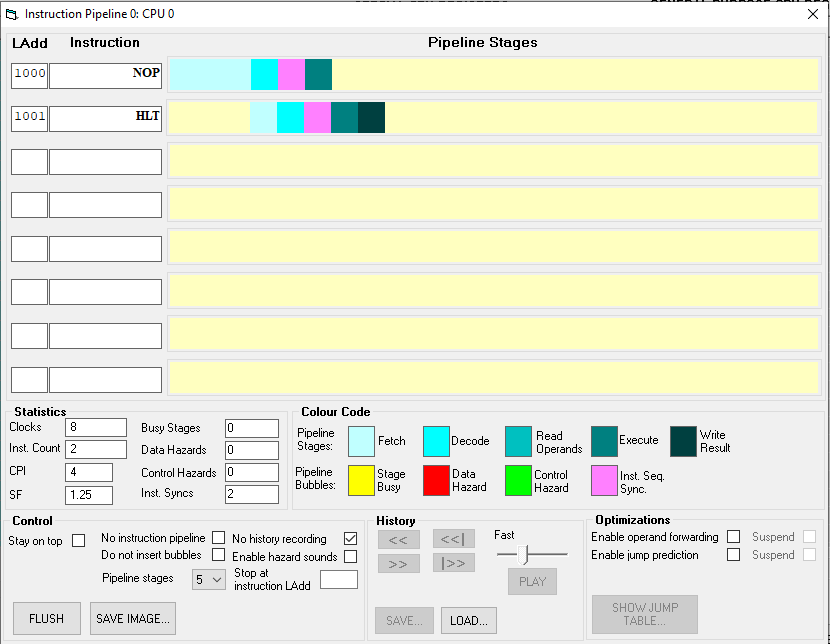 Instruction Pipeline 0: CPU 0
LAdd Instruction Pipeline Stages
1000 NOP
1001 HLT
Statistics
Clocks 8 Busy Stages 0
Inst. Count 2 Data Hazards 0
CPI 4 Control Hazards 0
SF 1.25 Inst. Syncs 2
Colour Code
Pipeline Stages: Fetch Decode Read Operands Execute Write Result
Pipeline Bubbles: Stage Busy Data Hazard Control Hazard Inst. Seq. Sync.
Control
Stay on top No instruction pipeline No history recording
Do not insert bubbles Enable hazard sounds
Pipeline stages 5 Stop at instruction LAdd
FLUSH SAVE IMAGE...
History
<< <<| Fast
>> |>> PLAY
SAVE... LOAD...
Optimizations
Enable operand forwarding Suspend
Enable jump prediction Suspend
SHOW JUMP TABLE...